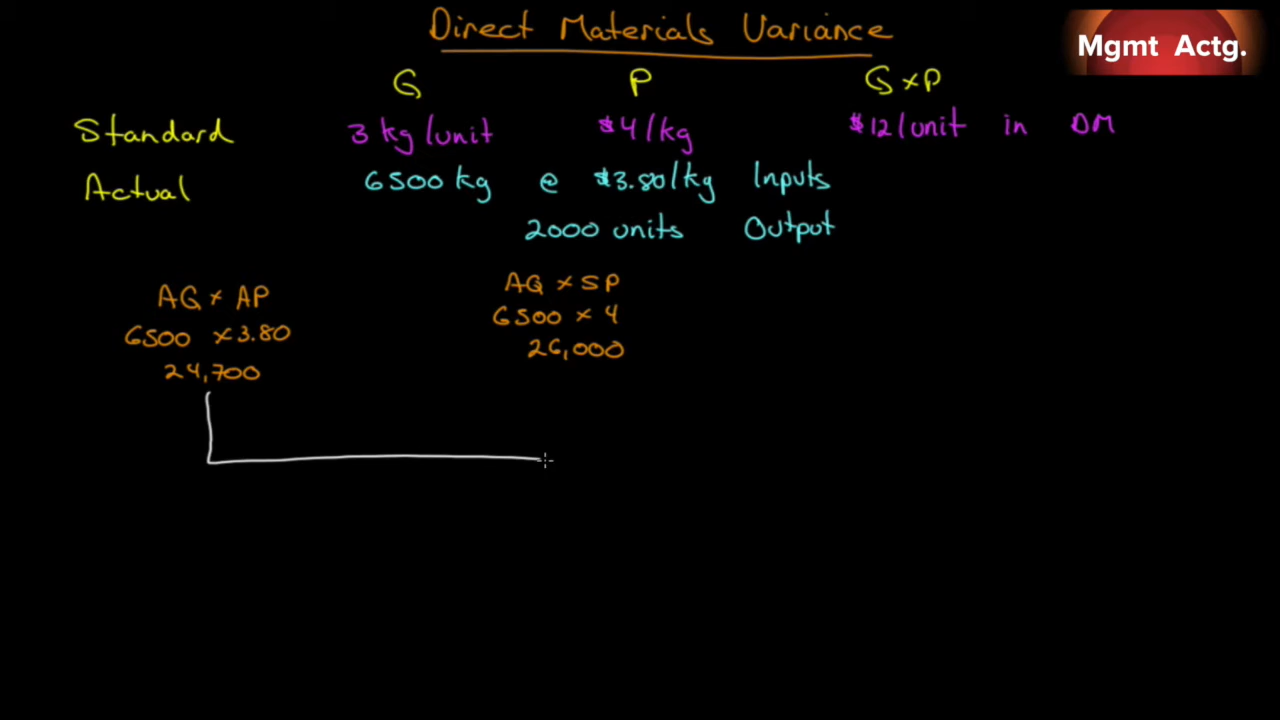 Direct Materials Variance
Mgmt Actg.
Q P Q × P
Standard 3 kg/unit $4/kg $12/unit in DM
Actual 6500 kg @ $3.80/kg Inputs
2000 units Output
AQ × AP
6500 × 3.80
24,700
AQ × SP
6500 × 4
26,000